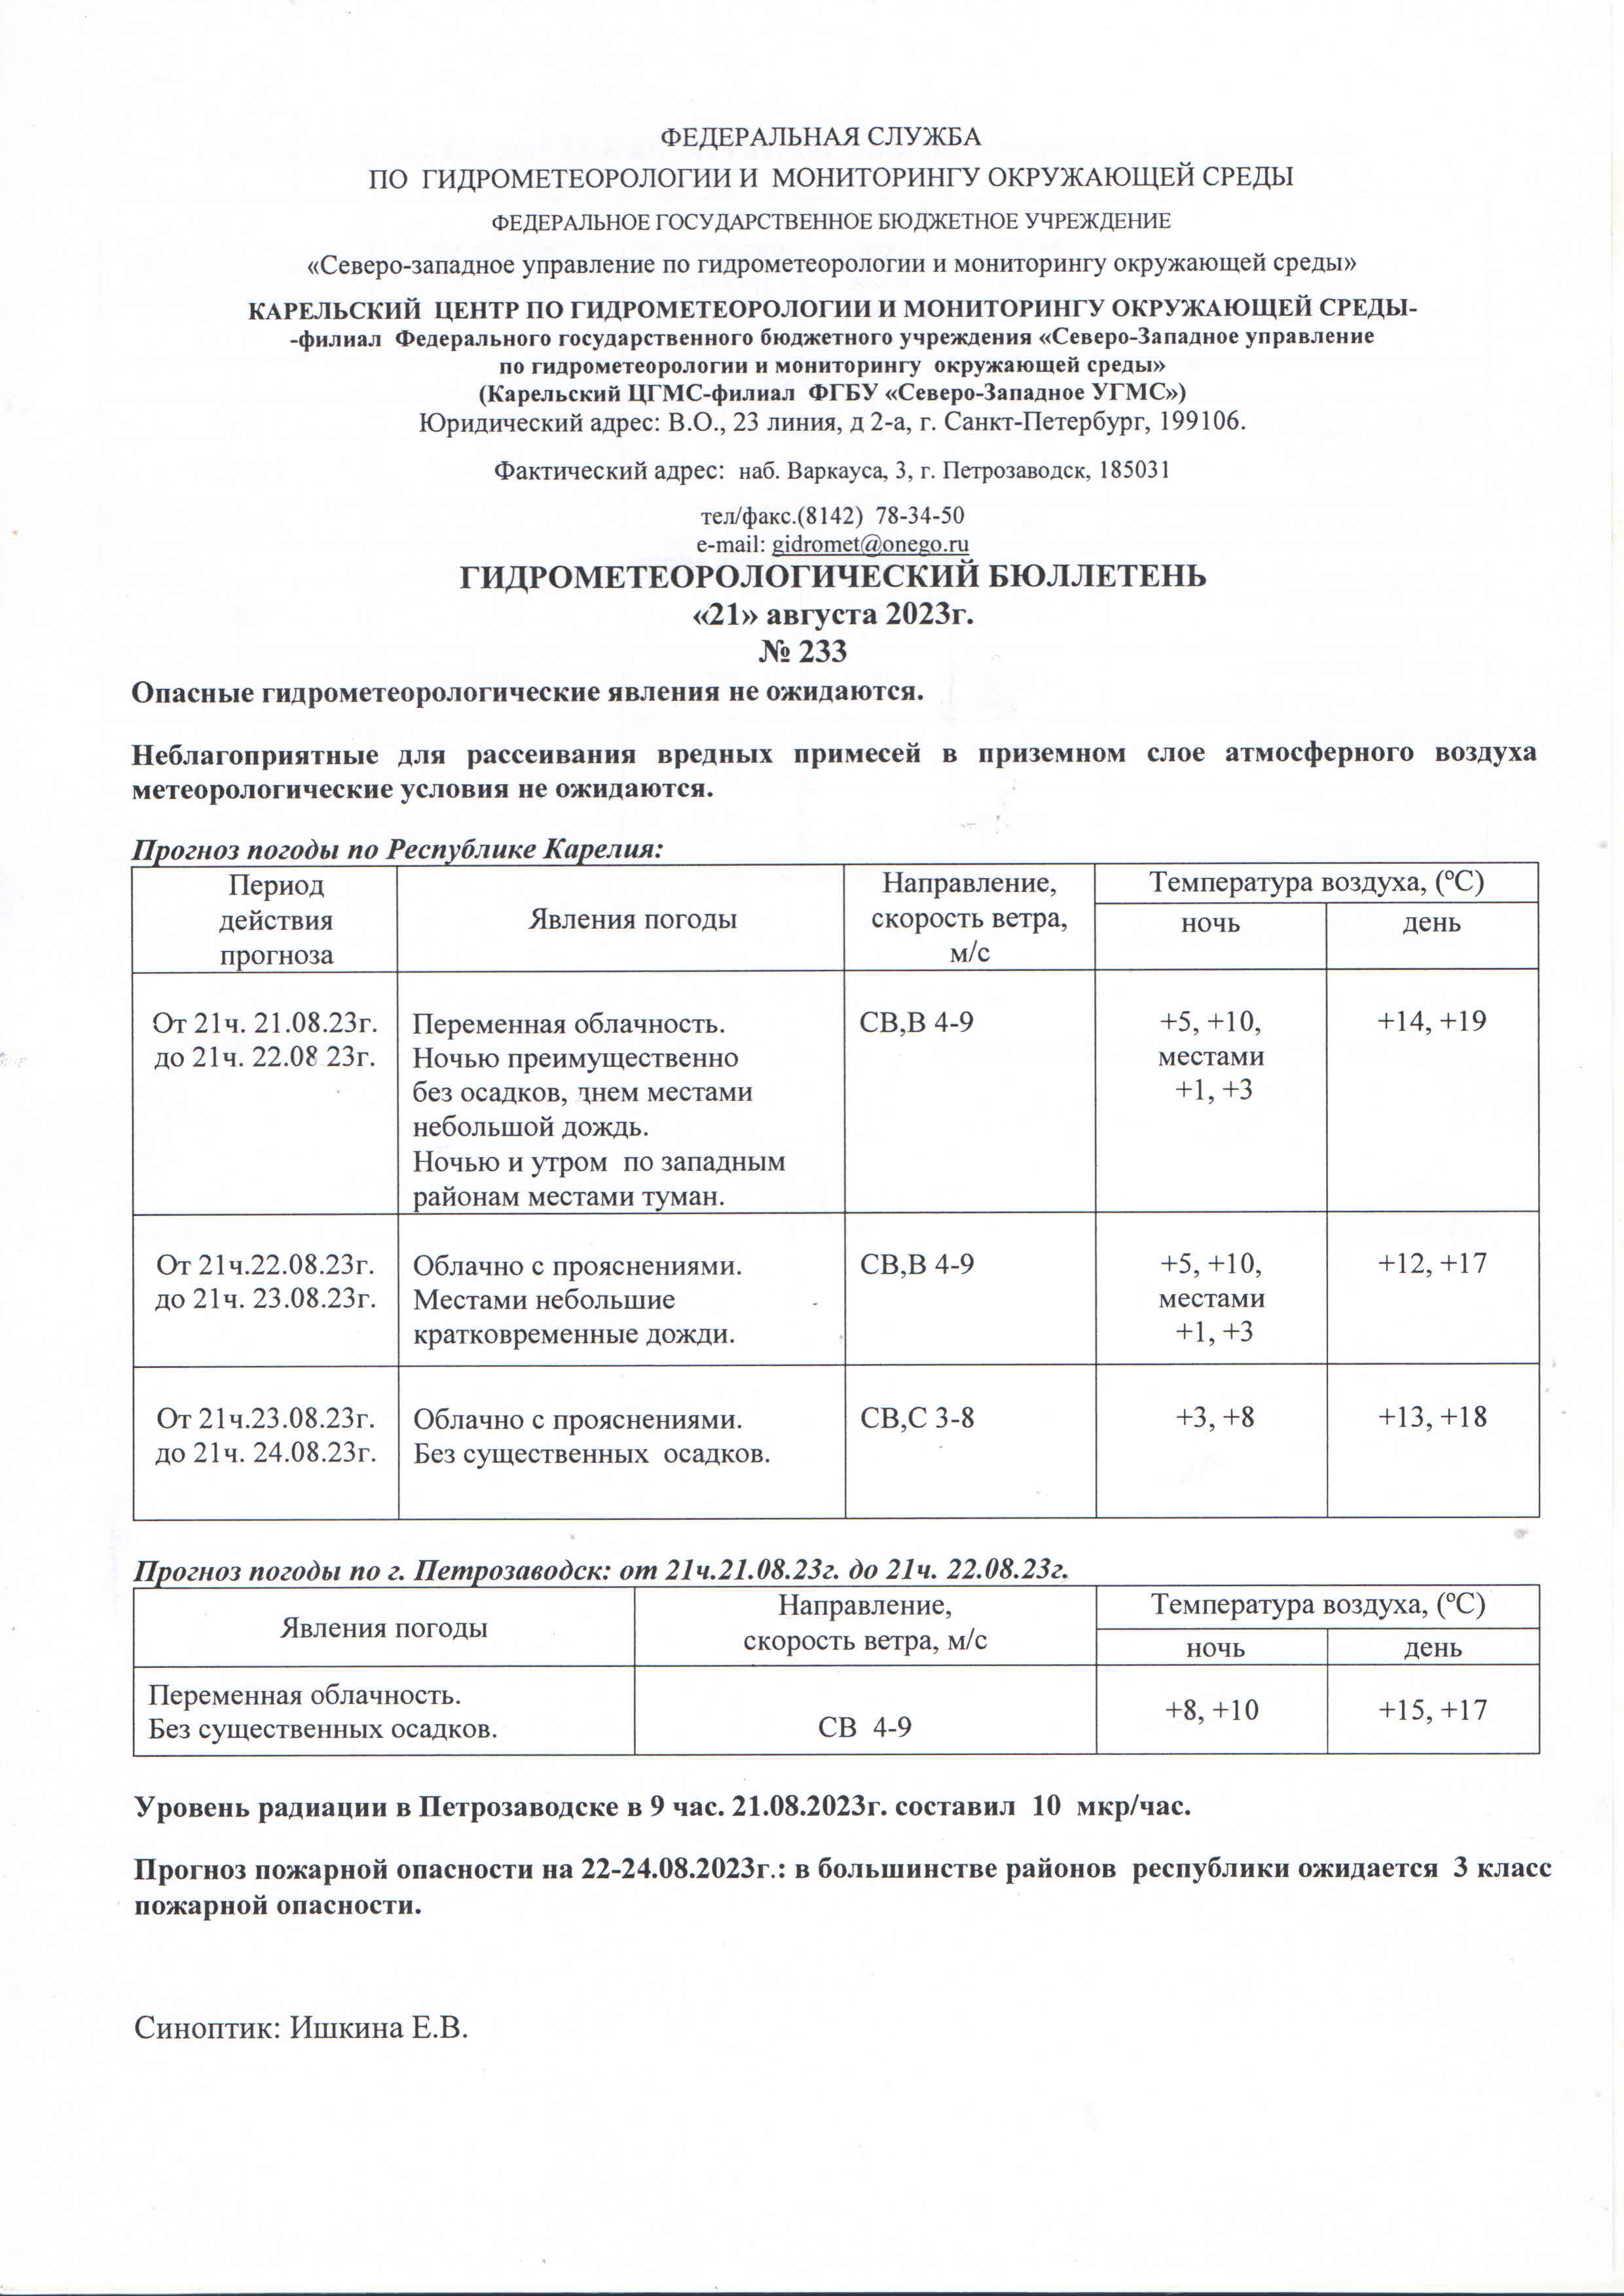 ФЕДЕРАЛЬНАЯ СЛУЖБА
ПО ГИДРОМЕТЕОРОЛОГИИ И МОНИТОРИНГУ ОКРУЖАЮЩЕЙ СРЕДЫ
ФЕДЕРАЛЬНОЕ ГОСУДАРСТВЕННОЕ БЮДЖЕТНОЕ УЧРЕЖДЕНИЕ
«Северо-западное управление по гидрометеорологии и мониторингу окружающей среды»
КАРЕЛЬСКИЙ ЦЕНТР ПО ГИДРОМЕТЕОРОЛОГИИ И МОНИТОРИНГУ ОКРУЖАЮЩЕЙ СРЕДЫ-
-филиал Федерального государственного бюджетного учреждения «Северо-Западное управление
по гидрометеорологии и мониторингу окружающей среды»
(Карельский ЦГМС-филиал ФГБУ «Северо-Западное УГМС»)
Юридический адрес: В.О., 23 линия, д 2-а, г. Санкт-Петербург, 199106.
Фактический адрес: наб. Варкауса, 3, г. Петрозаводск, 185031
тел/факс.(8142) 78-34-50
e-mail: gidromet@onego.ru
ГИДРОМЕТЕОРОЛОГИЧЕСКИЙ БЮЛЛЕТЕНЬ
«21» августа 2023г.
№ 233
Опасные гидрометеорологические явления не ожидаются.
Неблагоприятные для рассеивания вредных примесей в приземном слое атмосферного воздуха
метеорологические условия не ожидаются.
Прогноз погоды по Республике Карелия:
Период
действия
прогноза
Явления погоды
Направление,
скорость ветра,
м/с
Температура воздуха, (ºС)
ночь
день
От 21ч. 21.08.23г.
до 21ч. 22.08 23г.
Переменная облачность.
Ночью преимущественно
без осадков, днем местами
небольшой дождь.
Ночью и утром по западным
районам местами туман.
СВ,В 4-9
+5, +10,
местами
+1, +3
+14, +19
От 21ч.22.08.23г.
до 21ч. 23.08.23г.
Облачно с прояснениями.
Местами небольшие
кратковременные дожди.
СВ,В 4-9
+5, +10,
местами
+1, +3
+12, +17
От 21ч.23.08.23г.
до 21ч. 24.08.23г.
Облачно с прояснениями.
Без существенных осадков.
СВ,С 3-8
+3, +8
+13, +18
Прогноз погоды по г. Петрозаводск: от 21ч.21.08.23г. до 21ч. 22.08.23г.
Явления погоды
Направление,
скорость ветра, м/с
Температура воздуха, (ºС)
ночь
день
Переменная облачность.
Без существенных осадков.
СВ 4-9
+8, +10
+15, +17
Уровень радиации в Петрозаводске в 9 час. 21.08.2023г. составил 10 мкр/час.
Прогноз пожарной опасности на 22-24.08.2023г.: в большинстве районов республики ожидается 3 класс
пожарной опасности.
Синоптик: Ишкина Е.В.